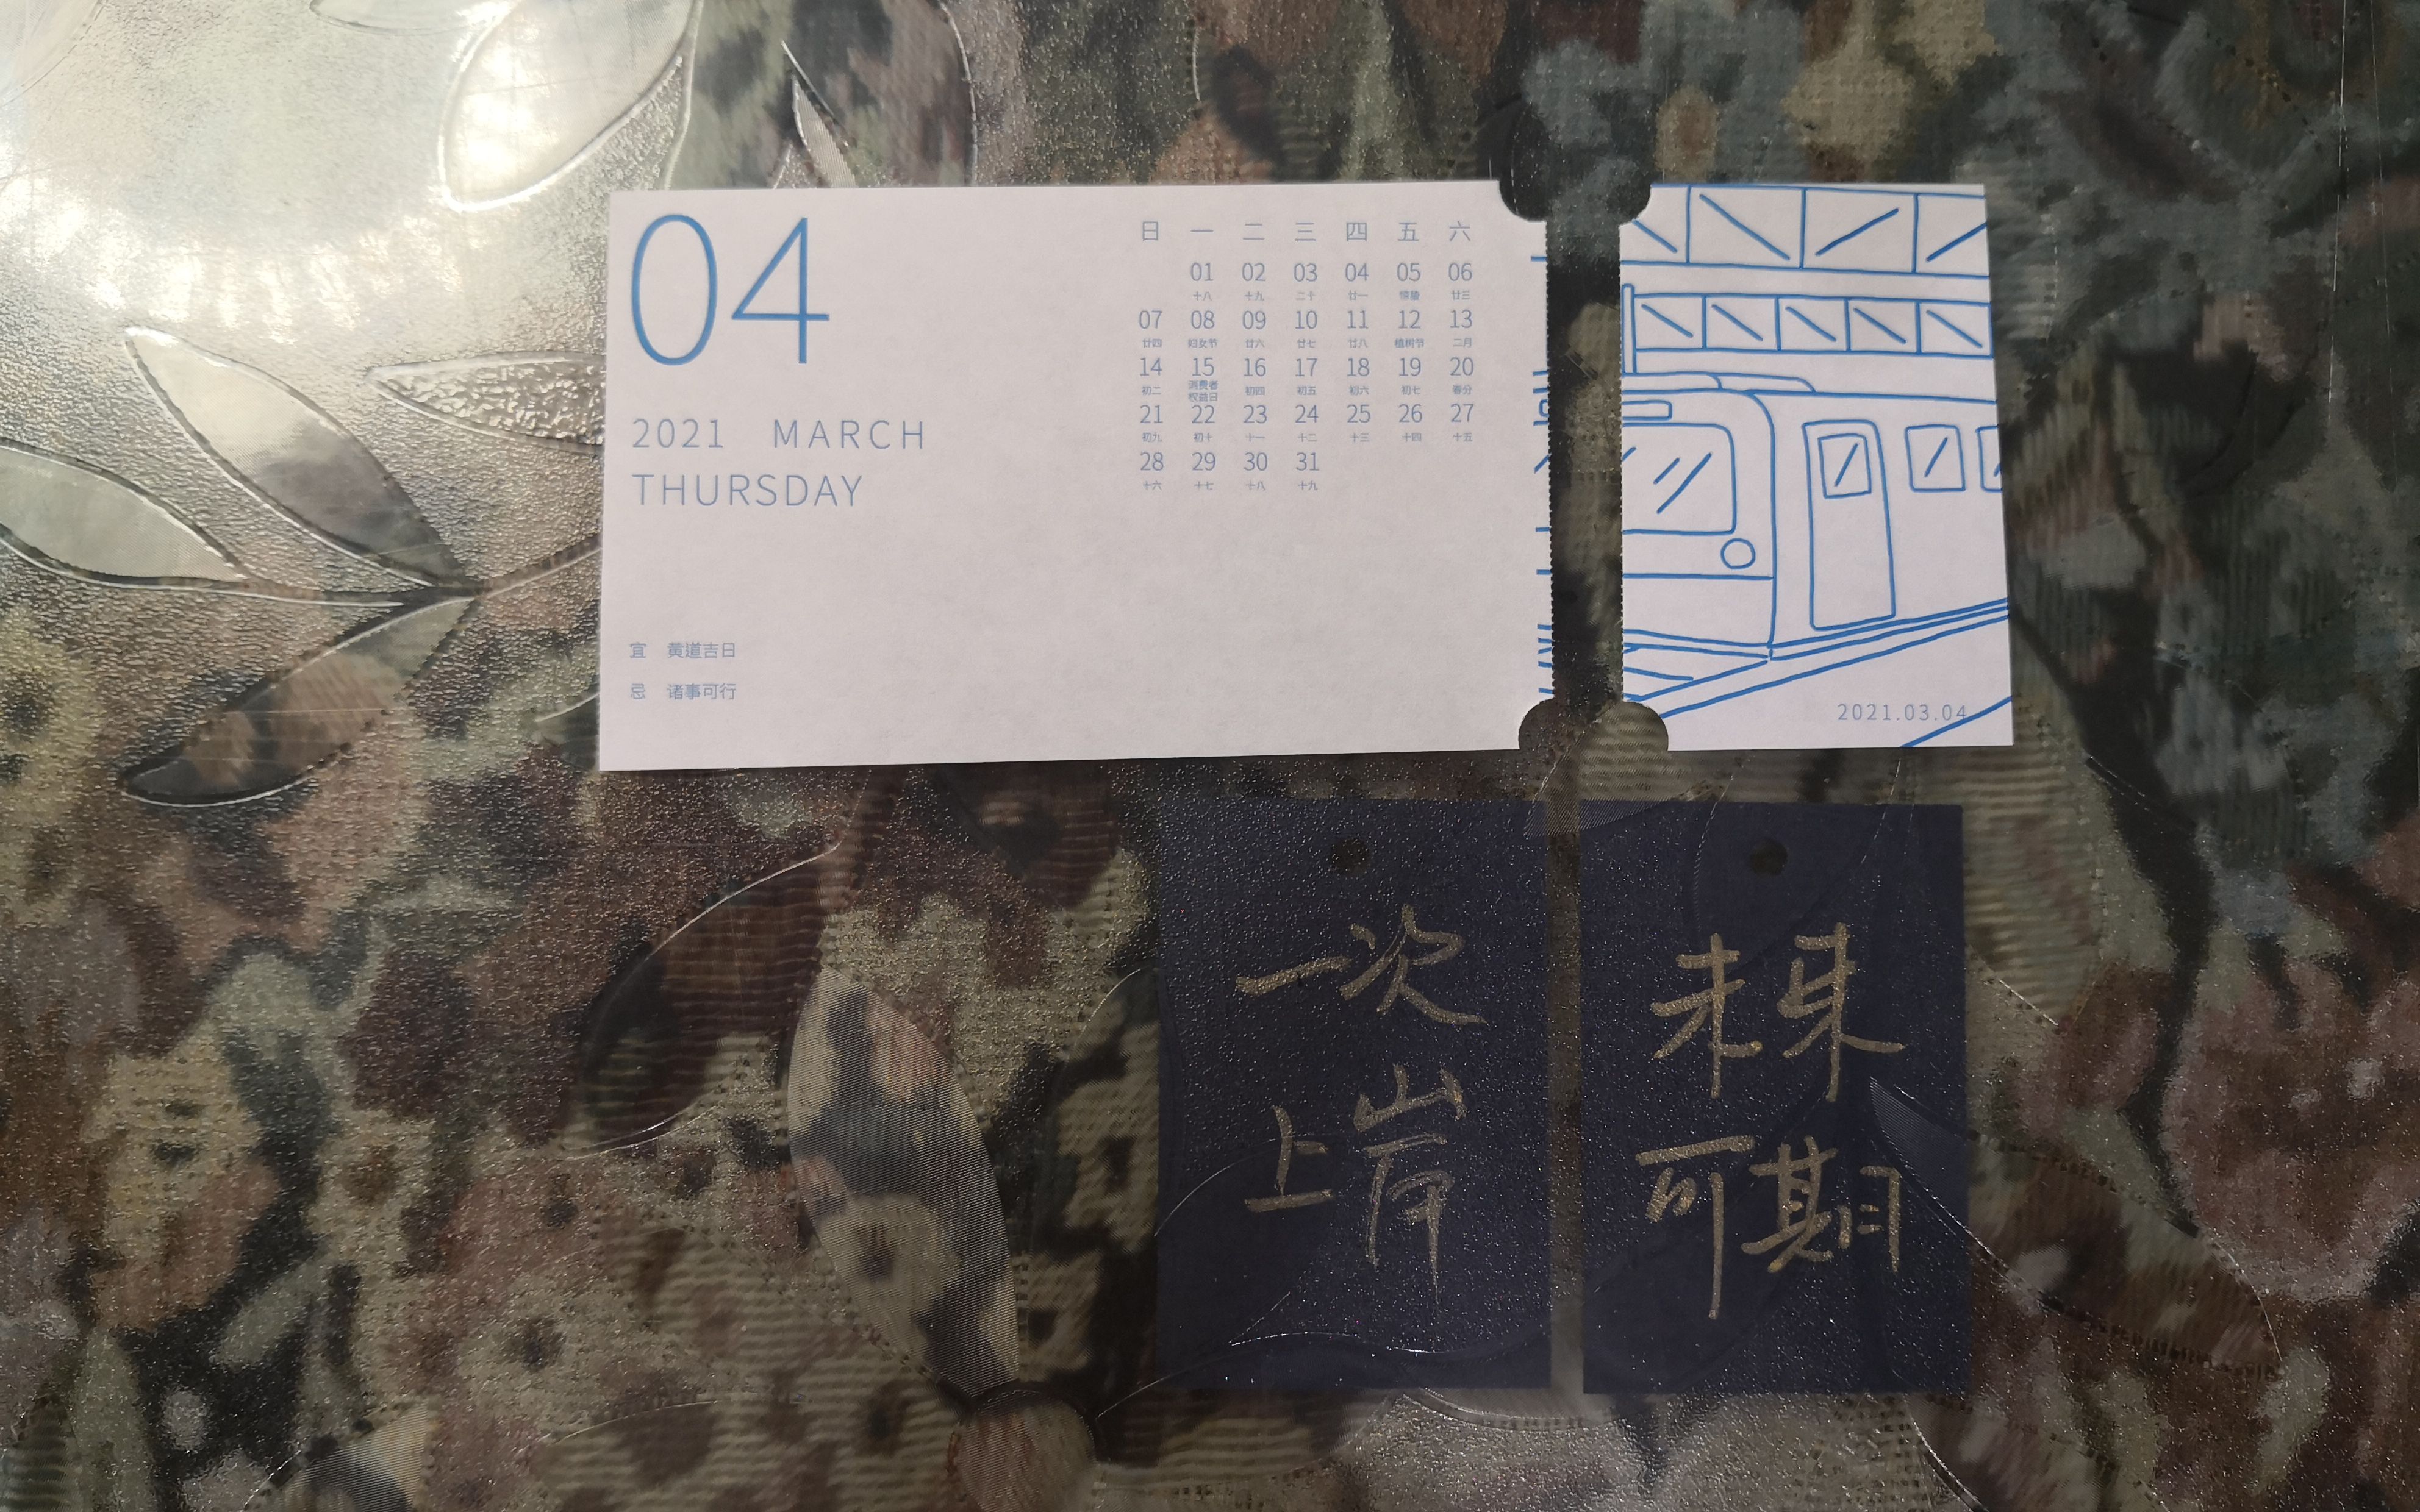 04
2021 MARCH
THURSDAY
宜 黄道吉日
忌 诸事可行
日 一 二 三 四 五 六
01 02 03 04 05 06
十八 十九 二十 廿一 惊蛰 廿三
07 08 09 10 11 12 13
廿四 妇女节 廿六 廿七 廿八 植树节 二月
14 15 16 17 18 19 20
初二 消费者权益日 初四 初五 初六 初七 春分
21 22 23 24 25 26 27
初九 初十 十一 十二 十三 十四 十五
28 29 30 31
十六 十七 十八 十九
2021.03.04
一次
上岸
未来
可期